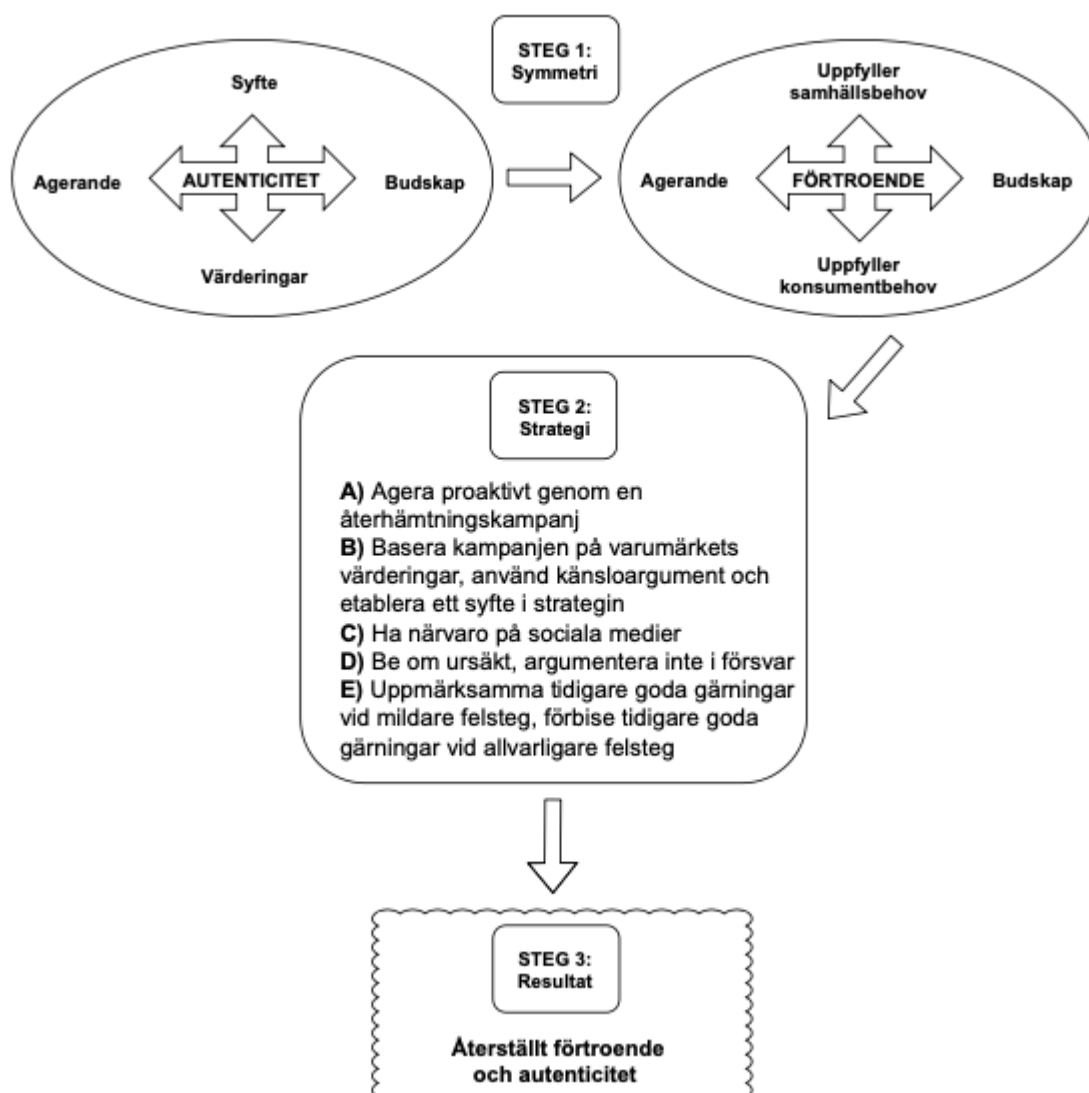 STEG 1:
Symmetri
Syfte
Agerande
AUTENTICITET
Budskap
Värderingar
Uppfyller
samhällsbehov
Agerande
FÖRTROENDE
Budskap
Uppfyller
konsumentbehov
STEG 2:
Strategi
A) Agera proaktivt genom en
återhämtningskampanj
B) Basera kampanjen på varumärkets
värderingar, använd känsloargument och
etablera ett syfte i strategin
C) Ha närvaro på sociala medier
D) Be om ursäkt, argumentera inte i försvar
E) Uppmärksamma tidigare goda gärningar
vid mildare felsteg, förbise tidigare goda
gärningar vid allvarligare felsteg
STEG 3:
Resultat
Återställt förtroende
och autenticitet